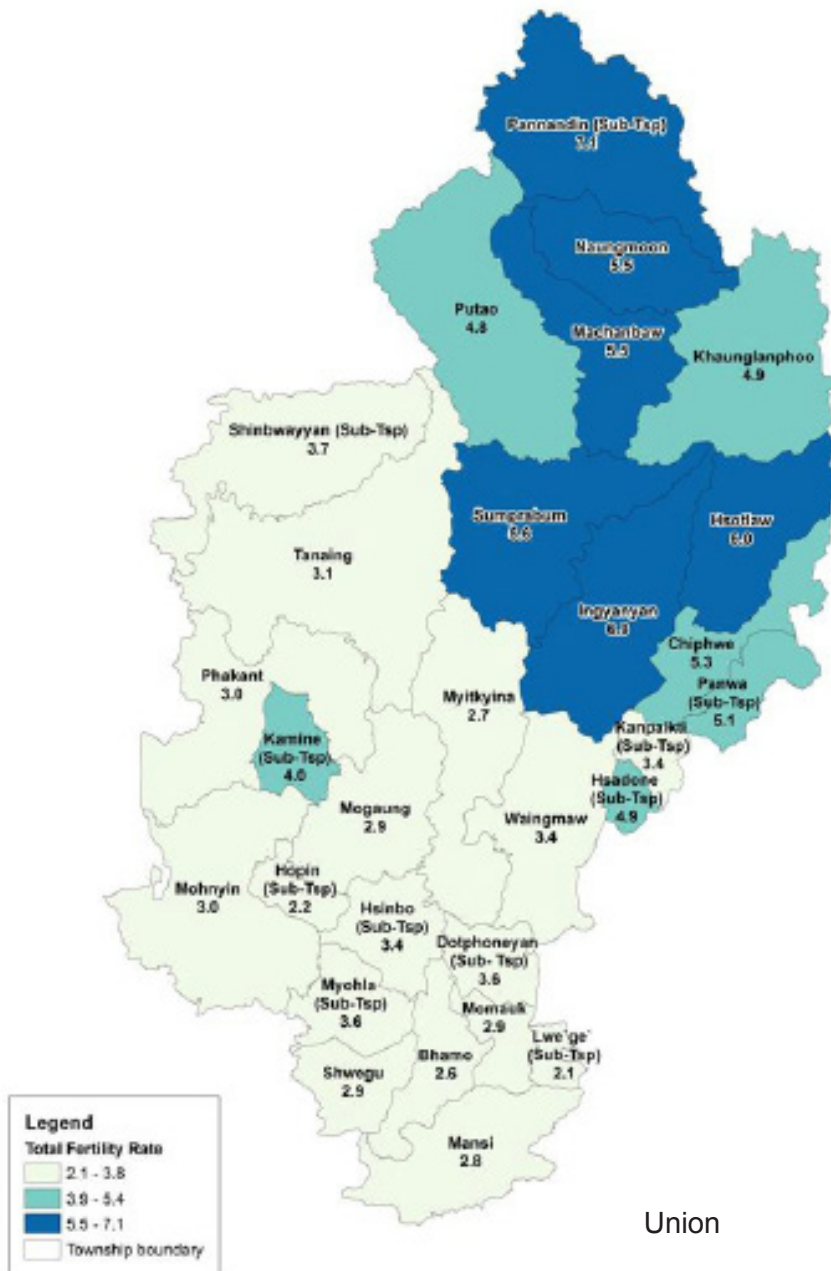 Pannandin (Sub-Tsp)
7.1
Naungmoon
5.5
Putao
4.8
Machanbaw
5.5
Khaunglanphoo
4.9
Shinbwayyan (Sub-Tsp)
3.7
Sumprabum
Hsotlaw
6.0
Tanaing
3.1
Ingyanyan
Chiphwe
5.3
Phakant
3.0
Myitkyina
2.7
Panwa
(Sub-Tsp)
5.1
Kamine
(Sub-Tsp)
4.0
Kanpaikti
(Sub-Tsp)
3.4
Hsadone
(Sub-Tsp)
4.9
Mogaung
2.9
Waingmaw
3.4
Hopin
(Sub-Tsp)
2.2
Mohnyin
3.0
Hsinbo
(Sub-Tsp)
3.4
Dotphoneyan
(Sub- Tsp)
3.6
Myohla
(Sub-Tsp)
3.6
Momauk
2.9
Lwe`ge`
(Sub-Tsp)
2.1
Bhamo
2.6
Shwegu
2.9
Mansi
2.8
Legend
Total Fertility Rate
2.1 - 3.8
3.9 - 5.4
5.5 - 7.1
Township boundary
Union